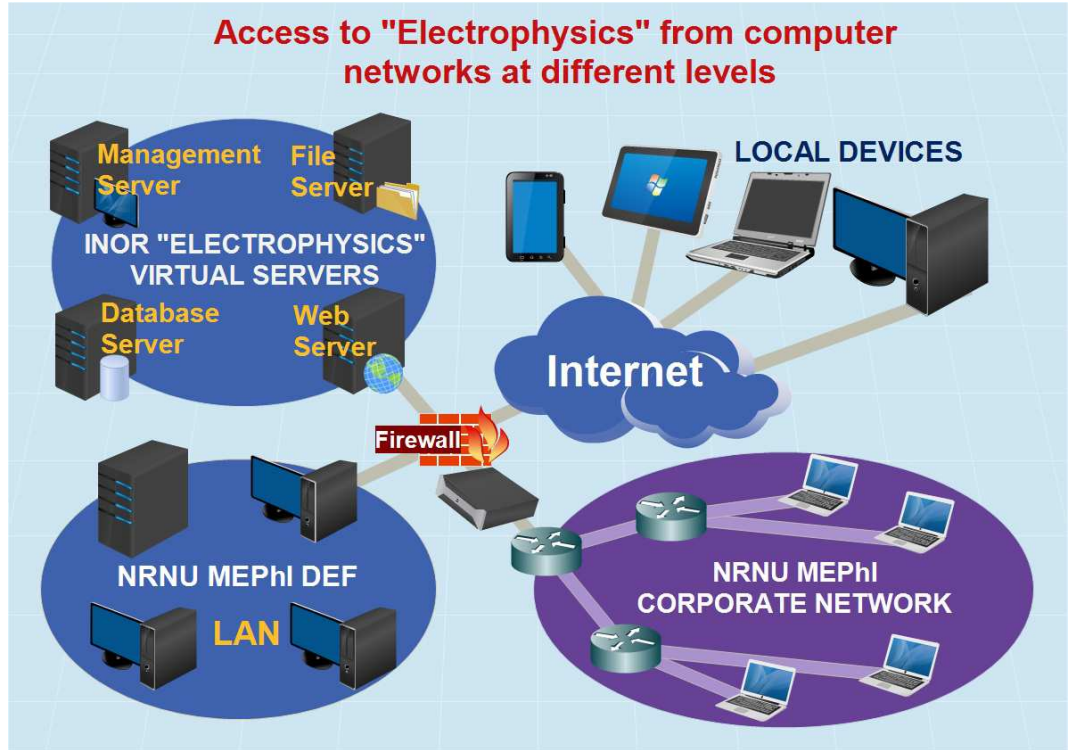 Access to "Electrophysics" from computer
networks at different levels
Management
Server
File
Server
INOR "ELECTROPHYSICS"
VIRTUAL SERVERS
Database
Server
Web
Server
LOCAL DEVICES
Internet
Firewall
NRNU MEPhI DEF
LAN
NRNU MEPhI
CORPORATE NETWORK